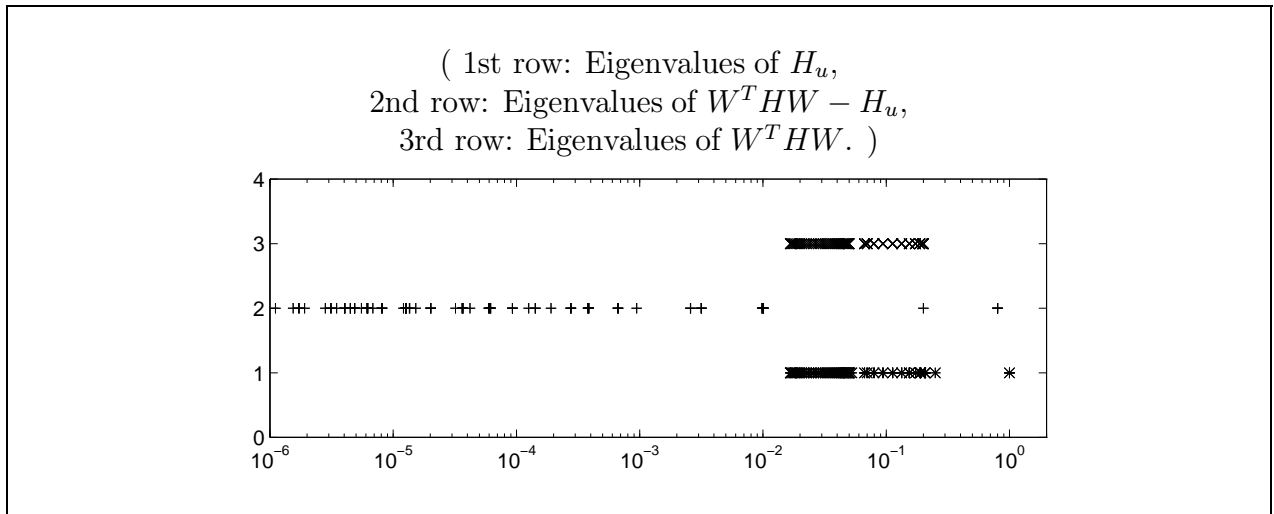 ( 1st row: Eigenvalues of $H_u$,
2nd row: Eigenvalues of $W^T HW - H_u$,
3rd row: Eigenvalues of $W^T HW$. )
4
3
2
1
0
10^{-6} 10^{-5} 10^{-4} 10^{-3} 10^{-2} 10^{-1} 10^{0}